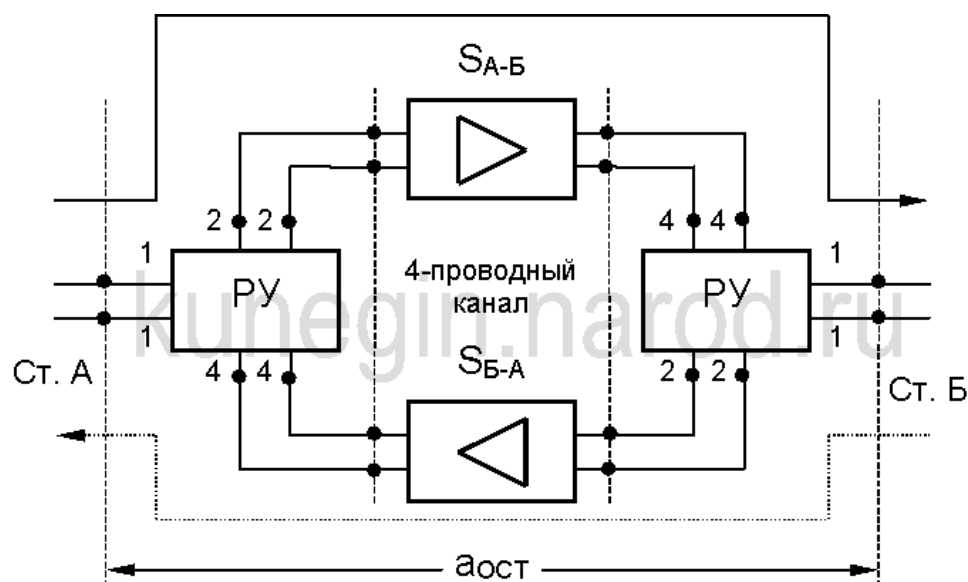 SА-Б
2 2
4 4
1
1
РУ
4-проводный
канал
РУ
kunegin.narod.ru
1
1
4 4
SБ-А
2 2
Ст. А
Ст. Б
aост